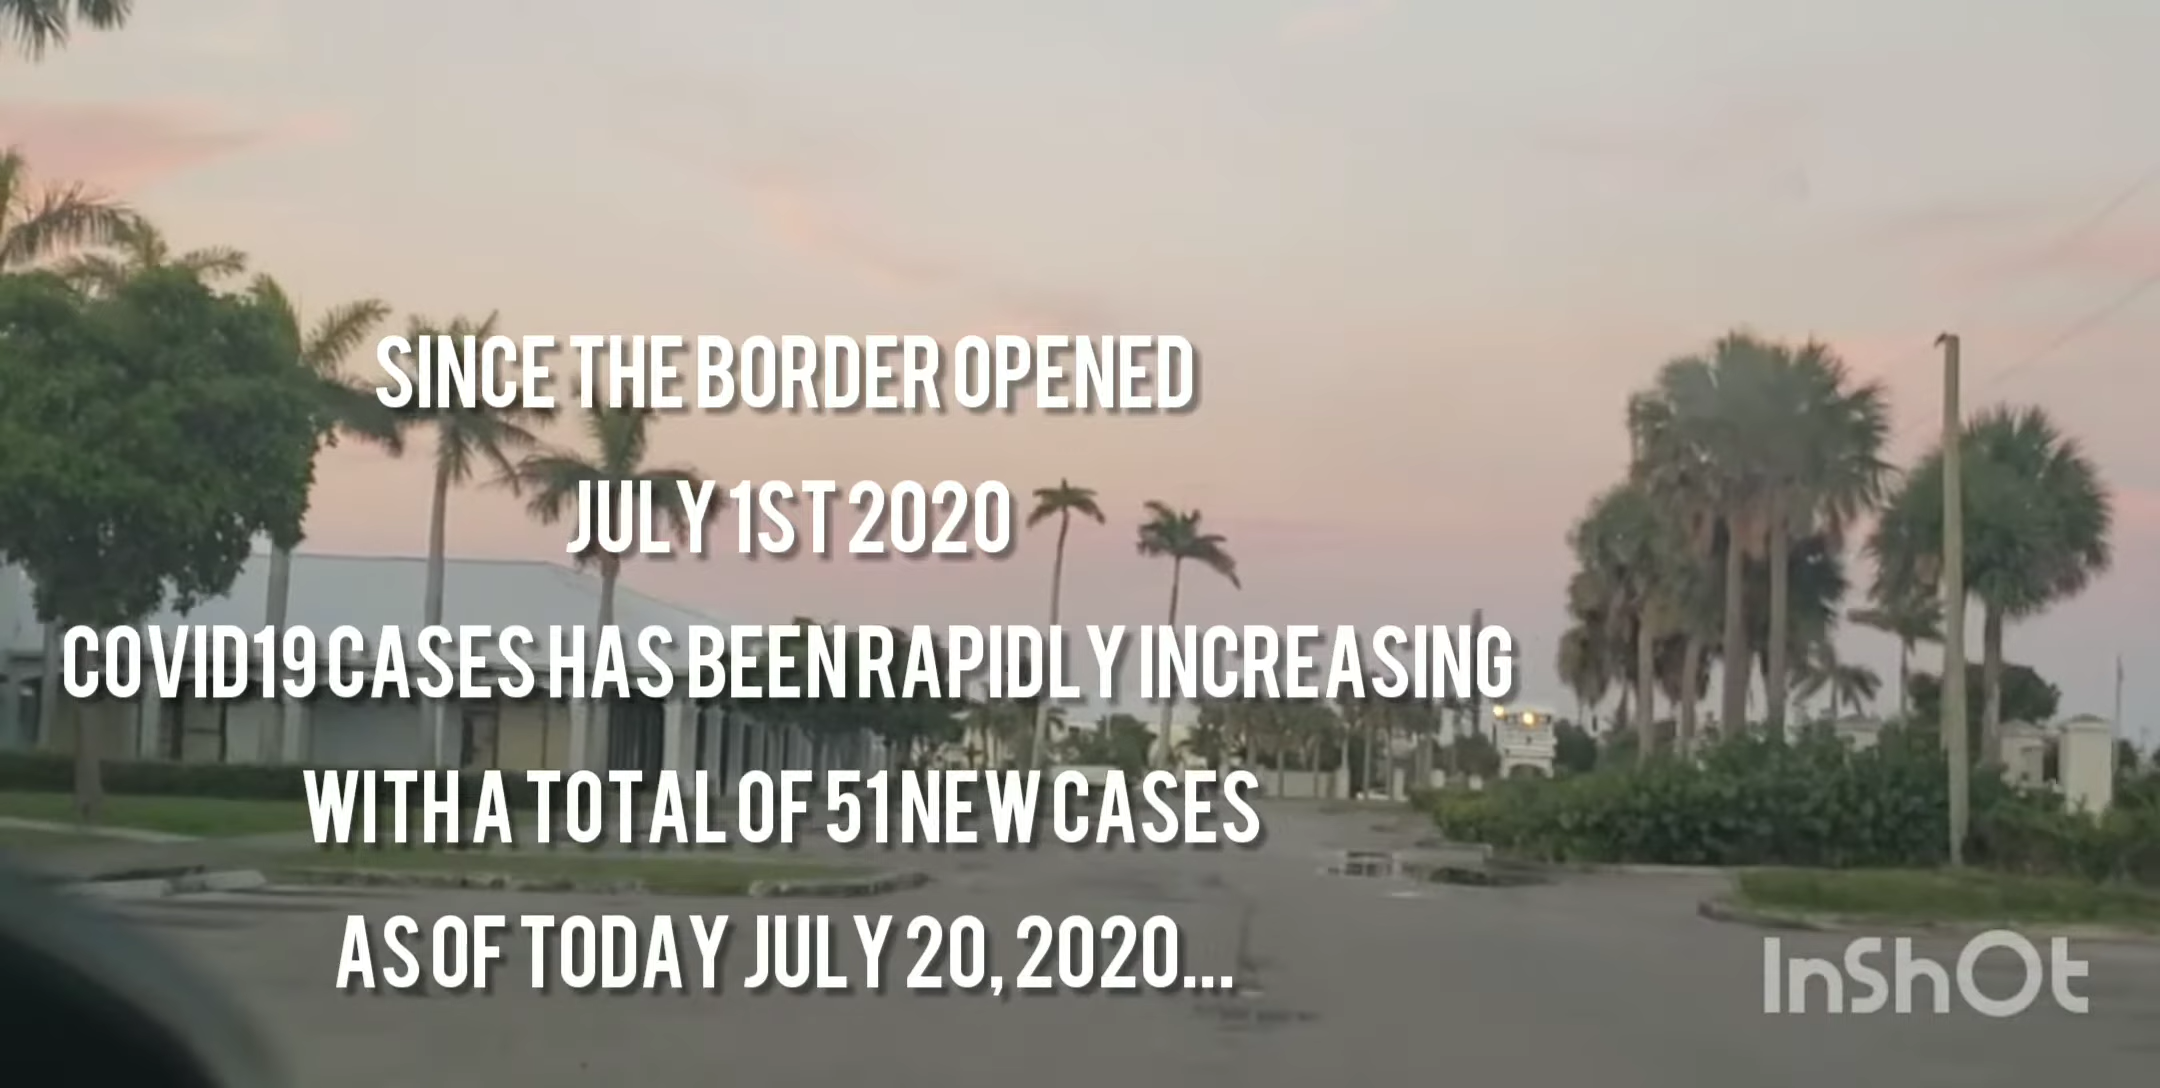 SINCE THE BORDER OPENED
JULY 1ST 2020
COVID19 CASES HAS BEEN RAPIDLY INCREASING
WITH A TOTAL OF 51 NEW CASES
AS OF TODAY JULY 20, 2020...
InShOt